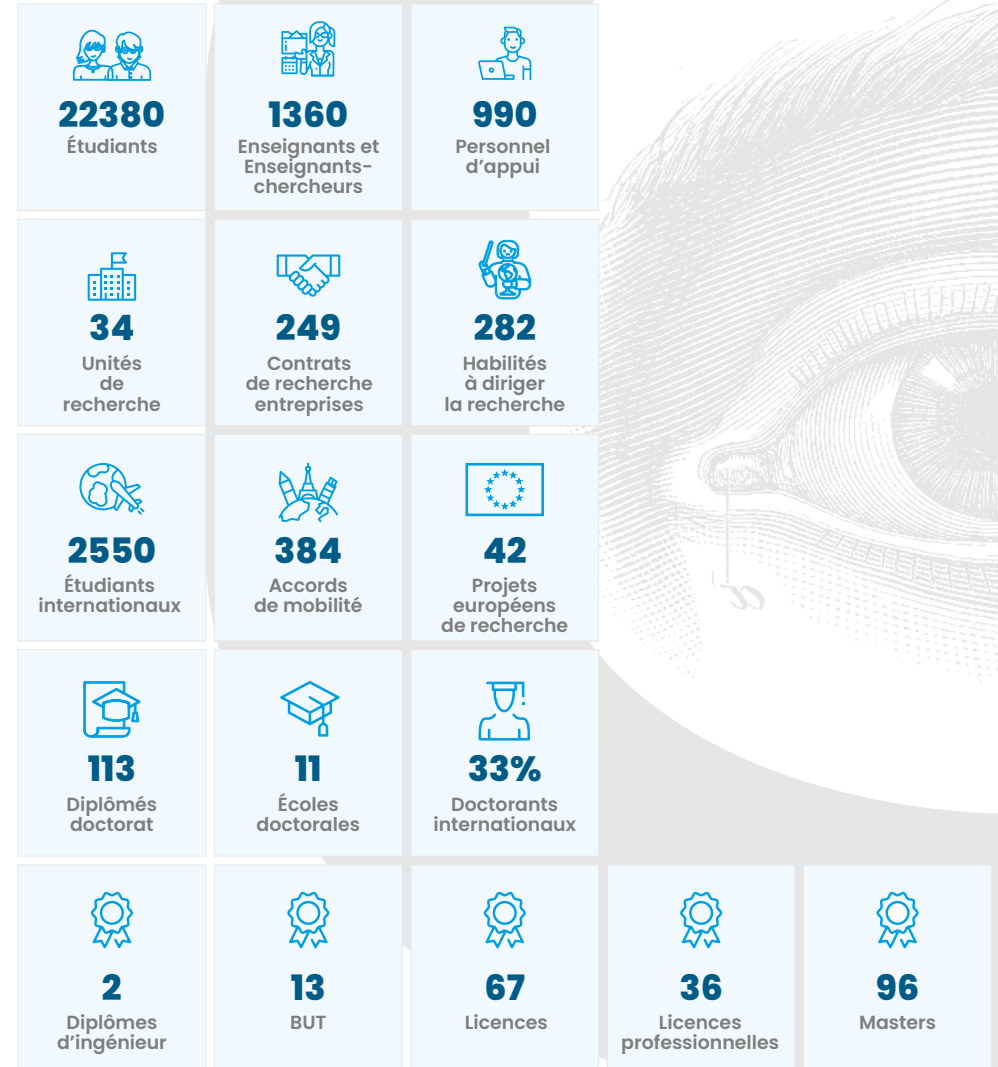 22380
Étudiants
1360
Enseignants et
Enseignants-
chercheurs
990
Personnel
d'appui
34
Unités
de
recherche
249
Contrats
de recherche
entreprises
282
Habilités
à diriger
la recherche
2550
Étudiants
internationaux
384
Accords
de mobilité
42
Projets
européens
de recherche
113
Diplômés
doctorat
11
Écoles
doctorales
33%
Doctorants
internationaux
2
Diplômes
d'ingénieur
13
BUT
67
Licences
36
Licences
professionnelles
96
Masters